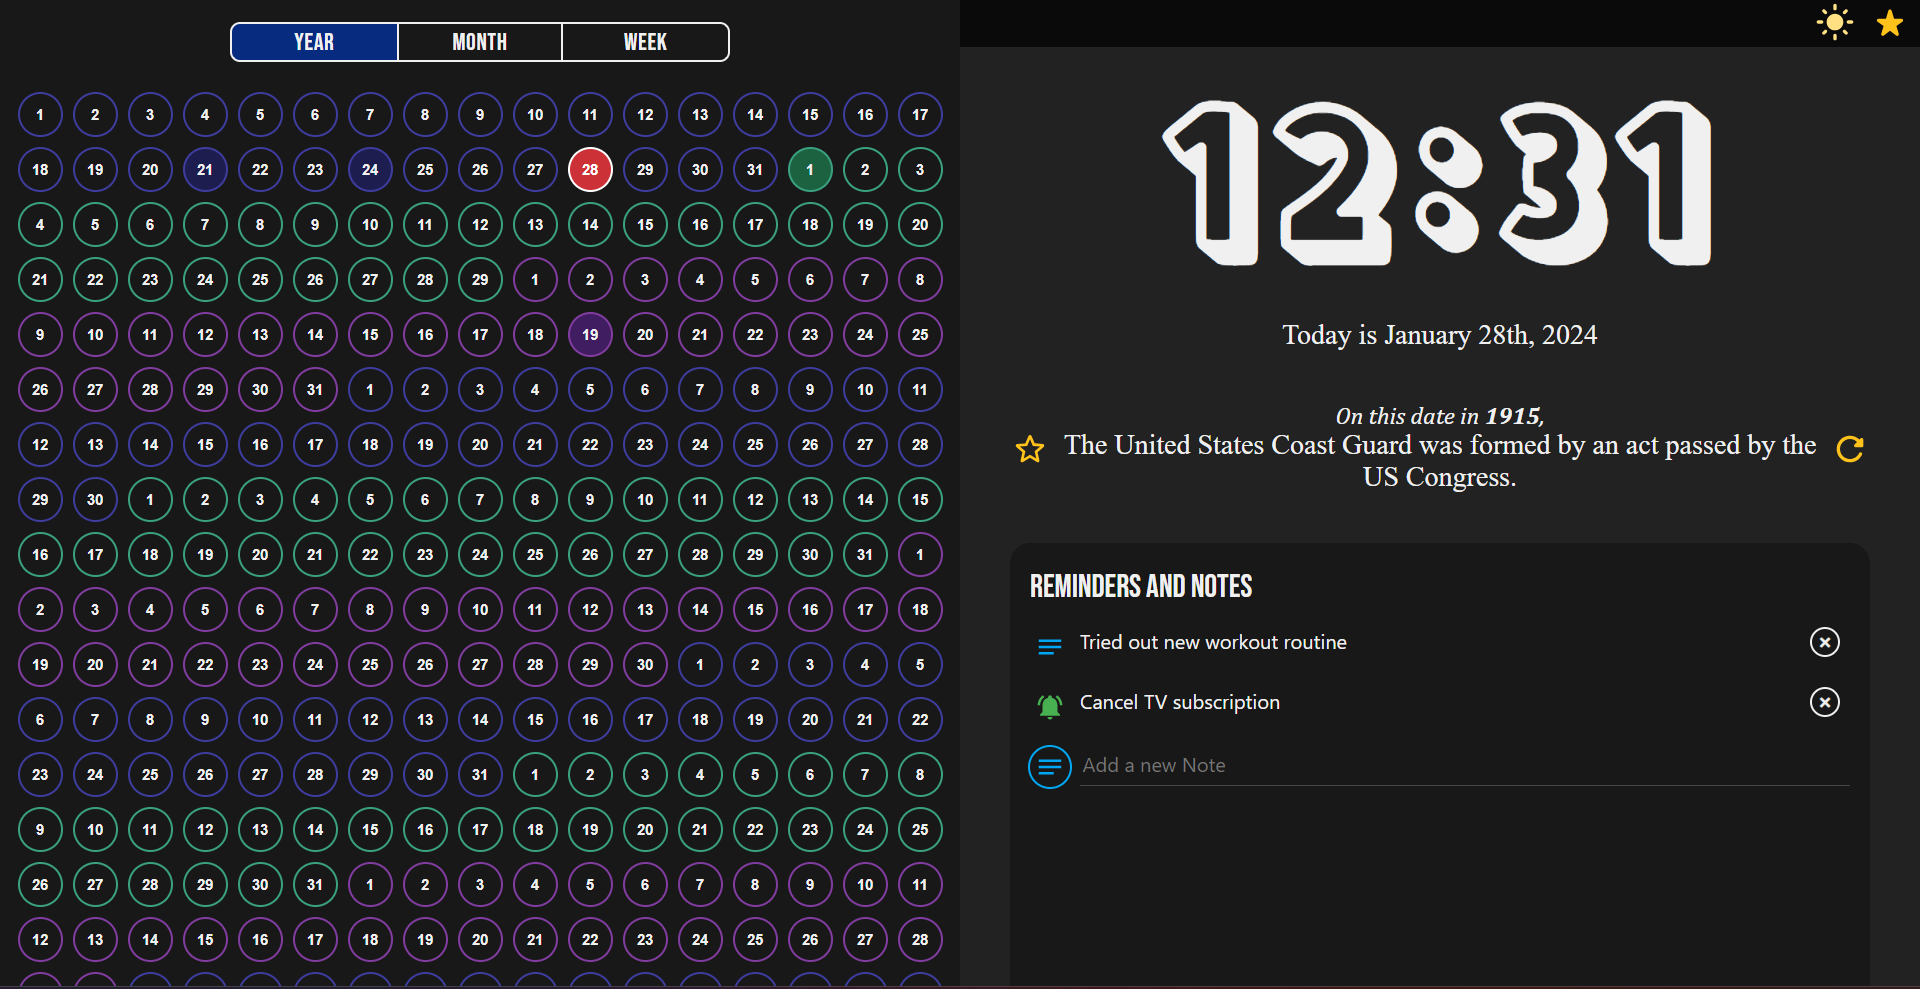 YEAR MONTH WEEK
1 2 3 4 5 6 7 8 9 10 11 12 13 14 15 16 17
18 19 20 21 22 23 24 25 26 27 28 29 30 31 1 2 3
4 5 6 7 8 9 10 11 12 13 14 15 16 17 18 19 20
21 22 23 24 25 26 27 28 29 1 2 3 4 5 6 7 8
9 10 11 12 13 14 15 16 17 18 19 20 21 22 23 24 25
26 27 28 29 30 31 1 2 3 4 5 6 7 8 9 10 11
12 13 14 15 16 17 18 19 20 21 22 23 24 25 26 27 28
29 30 1 2 3 4 5 6 7 8 9 10 11 12 13 14 15
16 17 18 19 20 21 22 23 24 25 26 27 28 29 30 31 1
2 3 4 5 6 7 8 9 10 11 12 13 14 15 16 17 18
19 20 21 22 23 24 25 26 27 28 29 30 1 2 3 4 5
6 7 8 9 10 11 12 13 14 15 16 17 18 19 20 21 22
23 24 25 26 27 28 29 30 31 1 2 3 4 5 6 7 8
9 10 11 12 13 14 15 16 17 18 19 20 21 22 23 24 25
26 27 28 29 30 31 1 2 3 4 5 6 7 8 9 10 11
12 13 14 15 16 17 18 19 20 21 22 23 24 25 26 27 28
12:31
Today is January 28th, 2024
On this date in 1915,
The United States Coast Guard was formed by an act passed by the
US Congress.
REMINDERS AND NOTES
Tried out new workout routine
Cancel TV subscription
Add a new Note